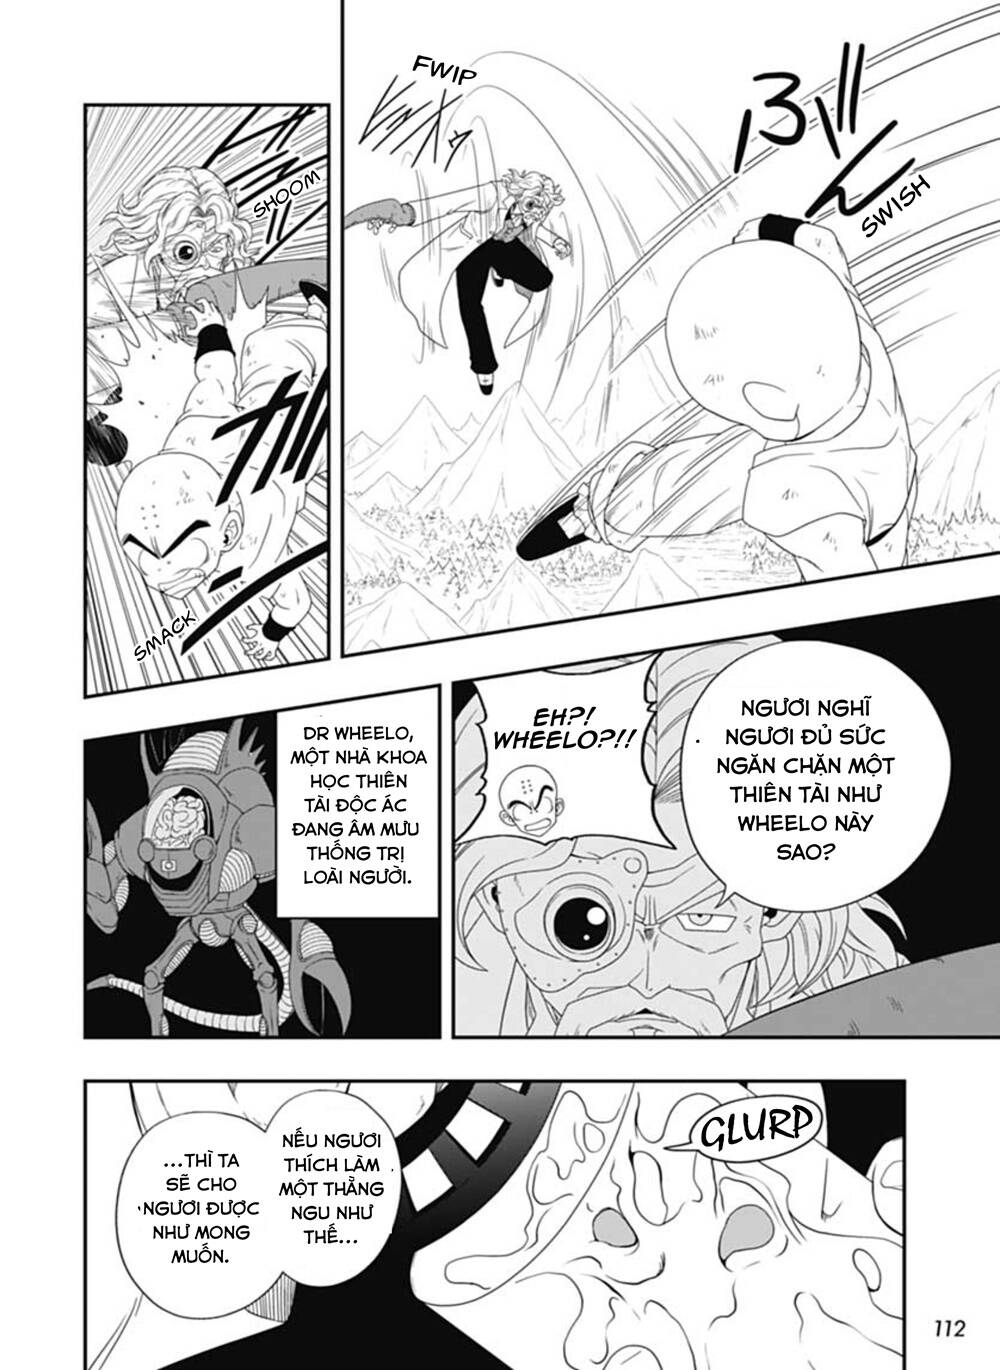 FWIP
SWISH
SHOOM
SMACK
NGƯƠI NGHĨ
NGƯƠI ĐỦ SỨC
NGĂN CHẶN MỘT
THIÊN TÀI NHƯ
WHEELO NÀY
SAO?
EH?!
WHEELO?!!
DR WHEELO,
MỘT NHÀ KHOA
HỌC THIÊN
TÀI ĐỘC ÁC
ĐANG ÂM MƯU
THỐNG TRỊ
LOÀI NGƯỜI.
GLURP
NẾU NGƯƠI
THÍCH LÀM
MỘT THẰNG
NGU NHƯ
THẾ...
...THÌ TA
SẼ CHO
NGƯƠI ĐƯỢC
NHƯ MONG
MUỐN.
112